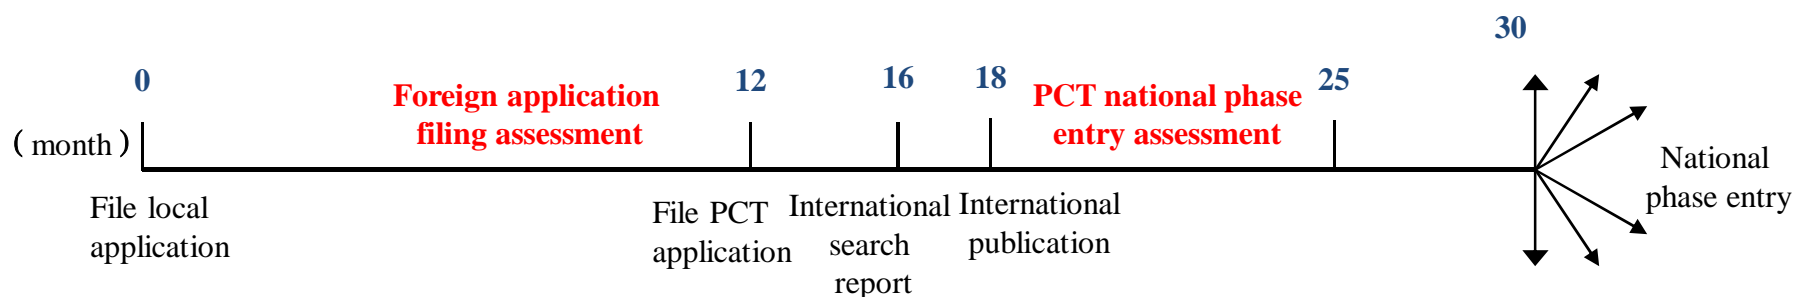 30
0
12
16
18
25
Foreign application
filing assessment
PCT national phase
entry assessment
( month )
File local
application
File PCT
application
International
search
report
International
publication
National
phase entry